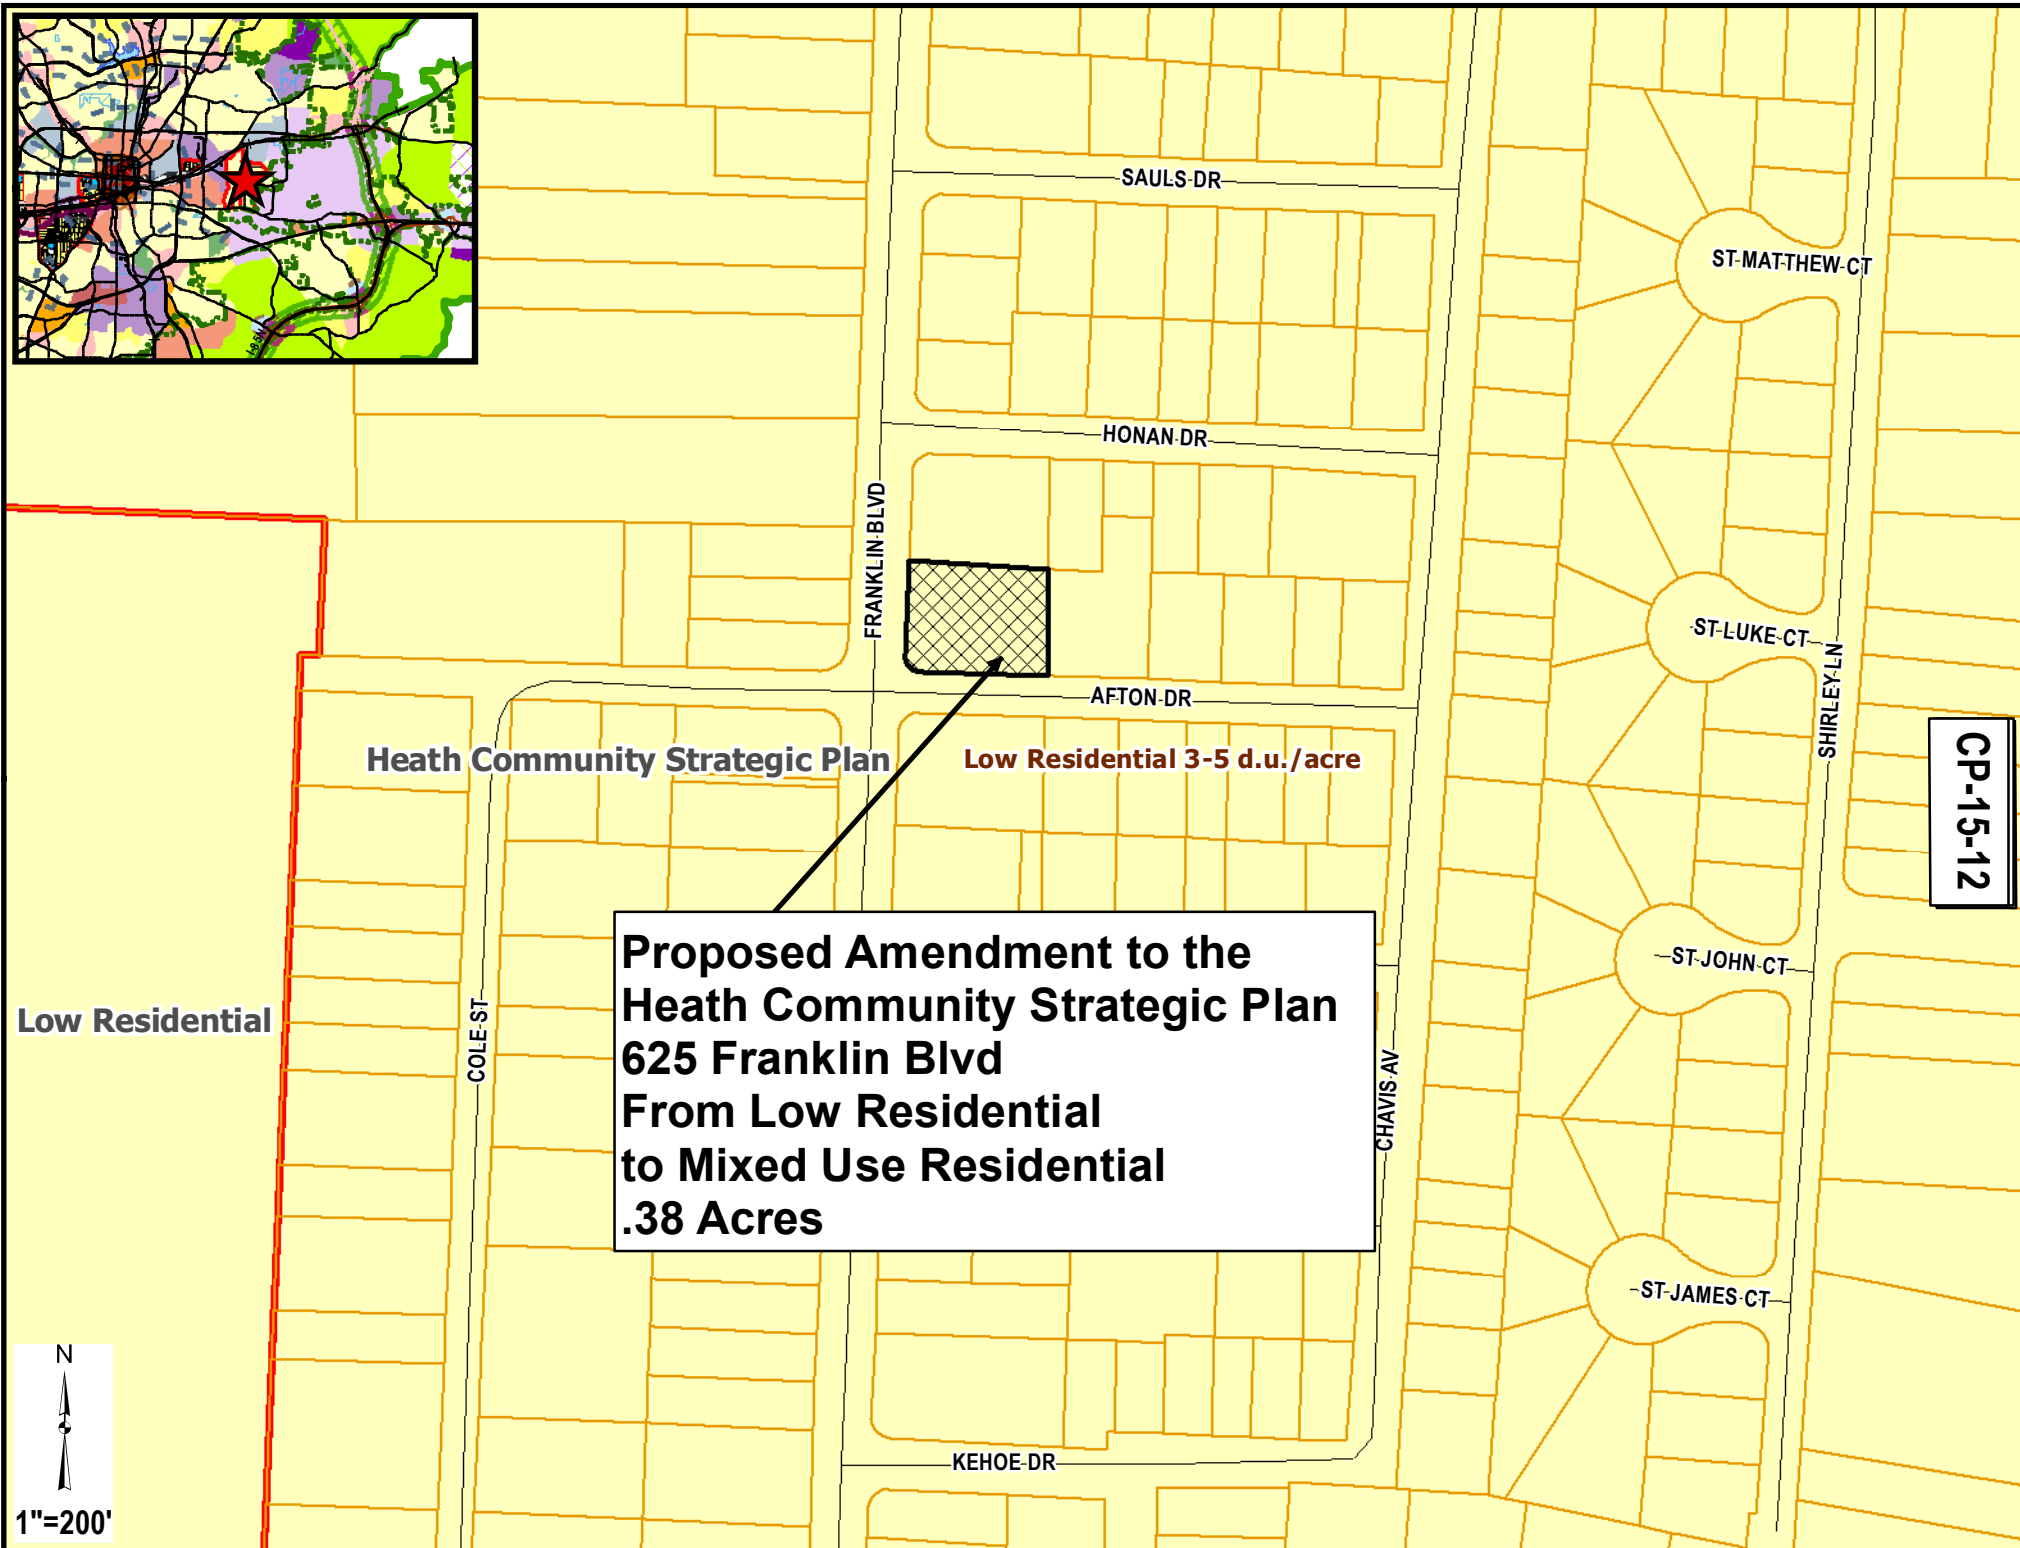 I-85N
SAULS DR
ST MATTHEW CT
HONAN DR
FRANKLIN BLVD
ST LUKE CT
SHIRLEY LN
AFTON DR
Heath Community Strategic Plan
Low Residential 3-5 d.u./acre
CP-15-12
Proposed Amendment to the
Heath Community Strategic Plan
625 Franklin Blvd
From Low Residential
to Mixed Use Residential
.38 Acres
ST JOHN CT
Low Residential
COLE ST
CHAVIS AV
ST JAMES CT
KEHOE DR
N
1"=200'